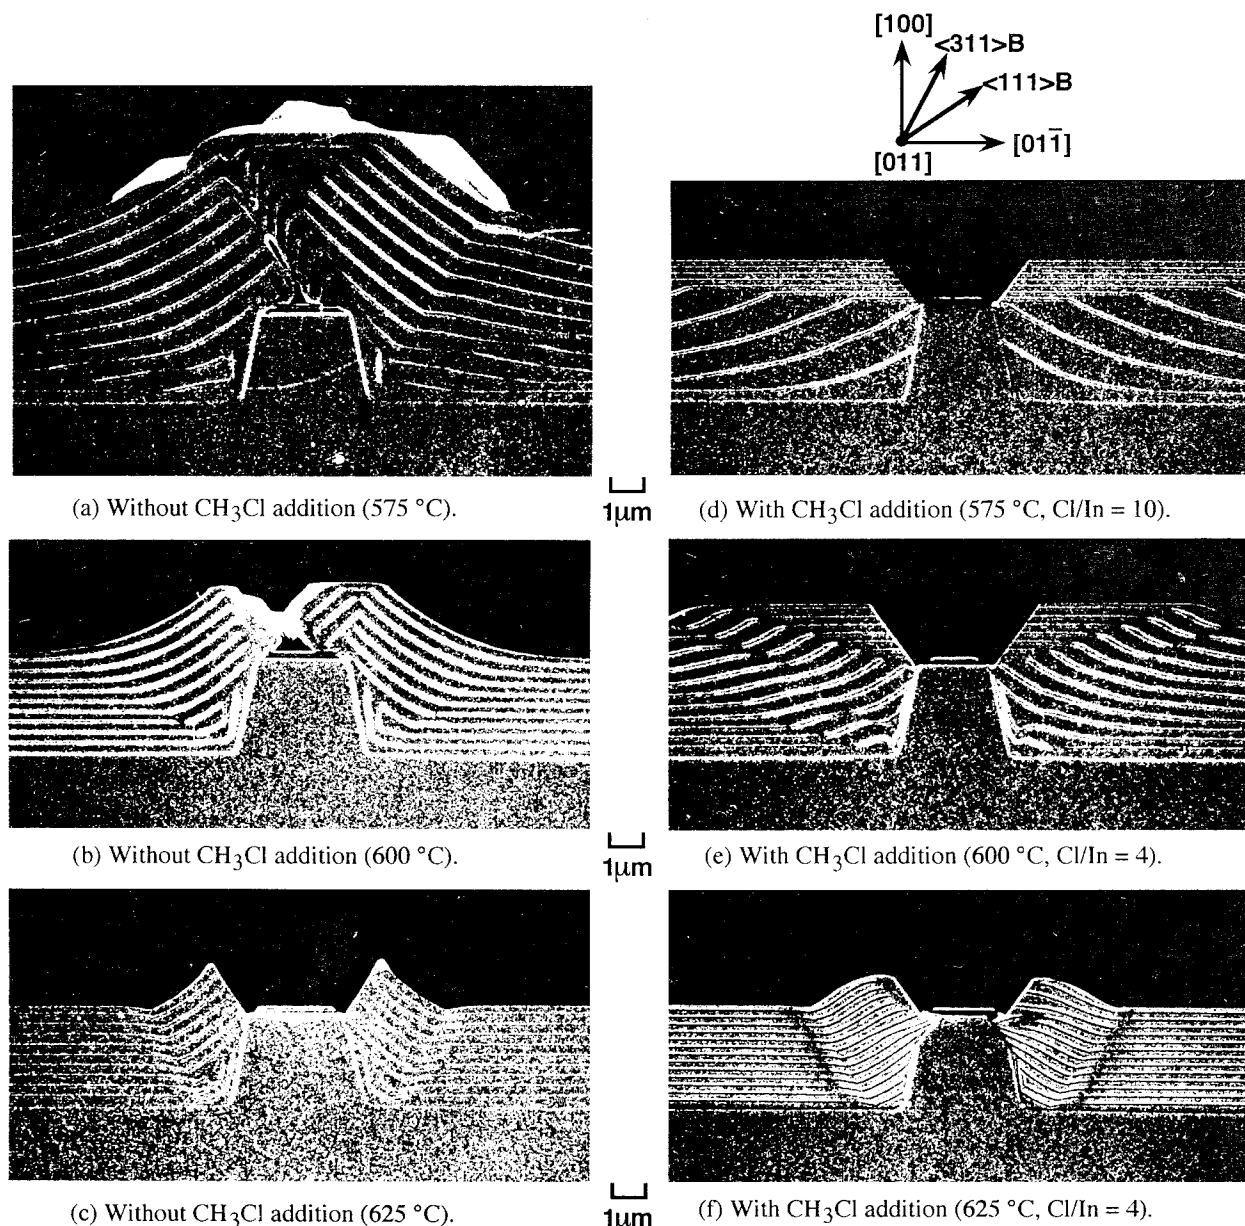 [100]
<311>B
<111>B
[011]
[011̄]
(a) Without CH₃Cl addition (575 °C).
1μm
(d) With CH₃Cl addition (575 °C, Cl/In = 10).
(b) Without CH₃Cl addition (600 °C).
1μm
(e) With CH₃Cl addition (600 °C, Cl/In = 4).
(c) Without CH₃Cl addition (625 °C).
1μm
(f) With CH₃Cl addition (625 °C, Cl/In = 4).